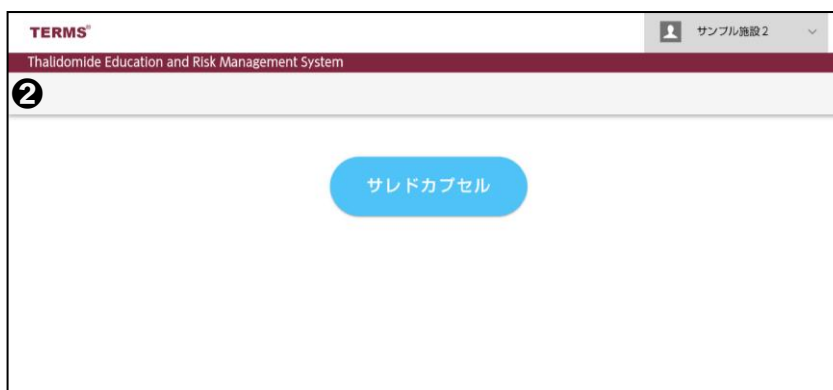 TERMS®
サンプル施設2
Thalidomide Education and Risk Management System
❷
サレドカプセル